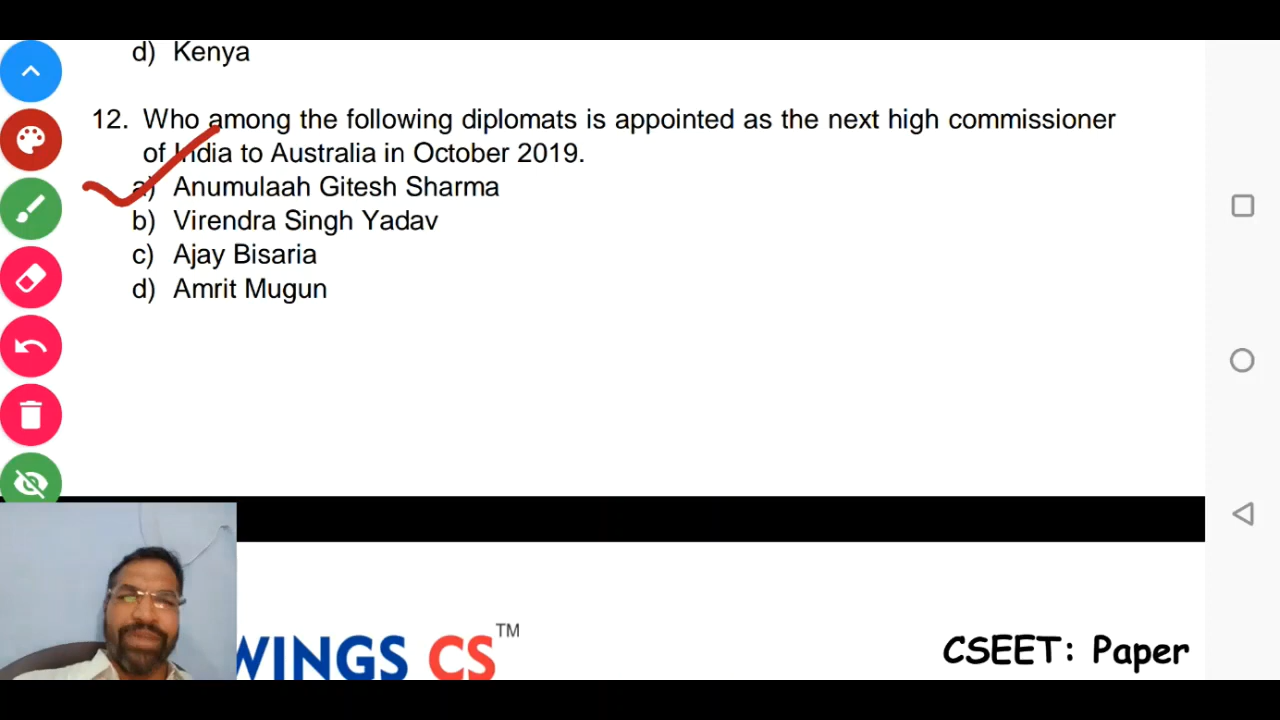 d) Kenya
12. Who among the following diplomats is appointed as the next high commissioner
of India to Australia in October 2019.
a) Anumulaah Gitesh Sharma
b) Virendra Singh Yadav
c) Ajay Bisaria
d) Amrit Mugun
WINGS CS™
CSEET: Paper